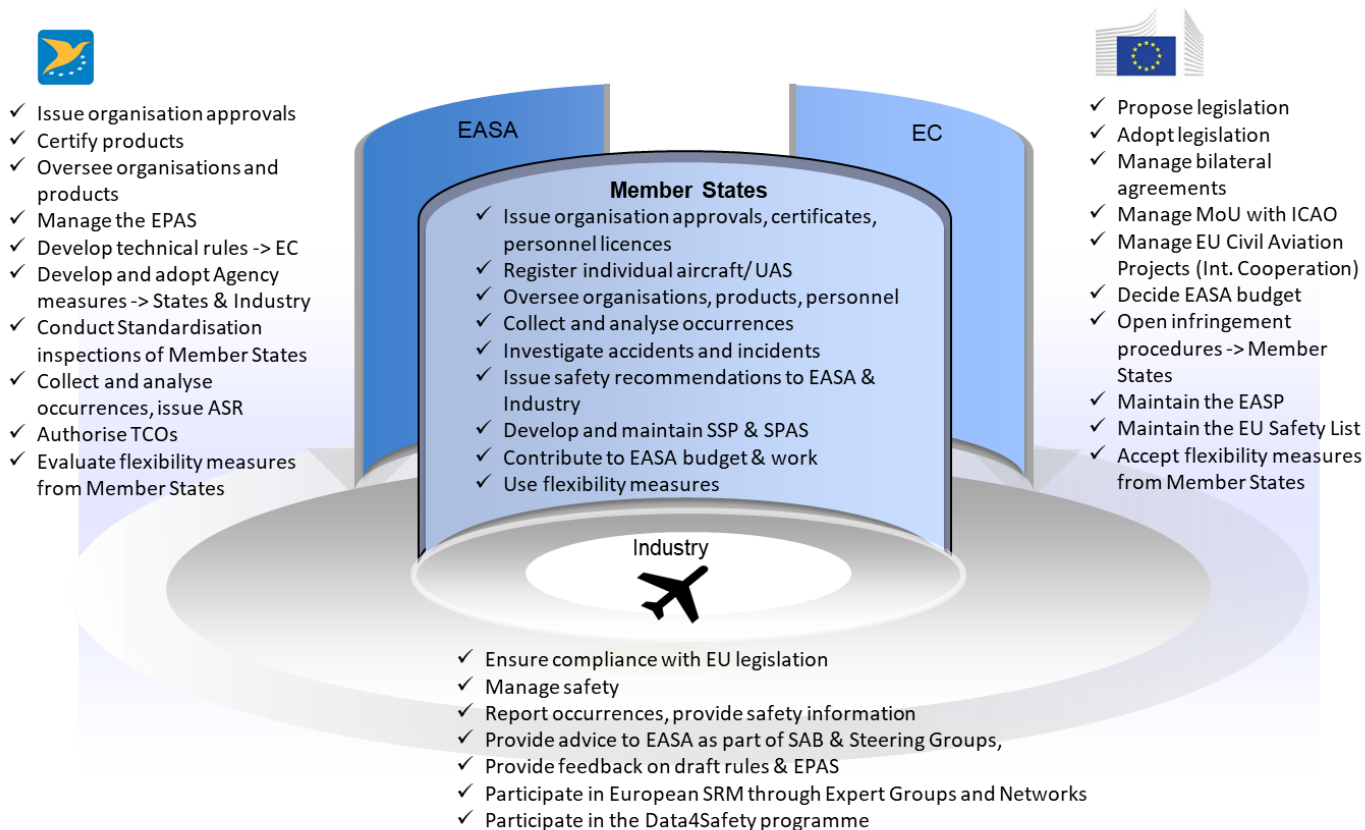 EASA
EC
Issue organisation approvals
Certify products
Oversee organisations and
products
Manage the EPAS
Develop technical rules -> EC
Develop and adopt Agency
measures -> States & Industry
Conduct Standardisation
inspections of Member States
Collect and analyse
occurrences, issue ASR
Authorise TCOs
Evaluate flexibility measures
from Member States
Member States
Issue organisation approvals, certificates,
personnel licences
Register individual aircraft/ UAS
Oversee organisations, products, personnel
Collect and analyse occurrences
Investigate accidents and incidents
Issue safety recommendations to EASA &
Industry
Develop and maintain SSP & SPAS
Contribute to EASA budget & work
Use flexibility measures
Propose legislation
Adopt legislation
Manage bilateral
agreements
Manage MoU with ICAO
Manage EU Civil Aviation
Projects (Int. Cooperation)
Decide EASA budget
Open infringement
procedures -> Member
States
Maintain the EASP
Maintain the EU Safety List
Accept flexibility measures
from Member States
Industry
Ensure compliance with EU legislation
Manage safety
Report occurrences, provide safety information
Provide advice to EASA as part of SAB & Steering Groups,
Provide feedback on draft rules & EPAS
Participate in European SRM through Expert Groups and Networks
Participate in the Data4Safety programme